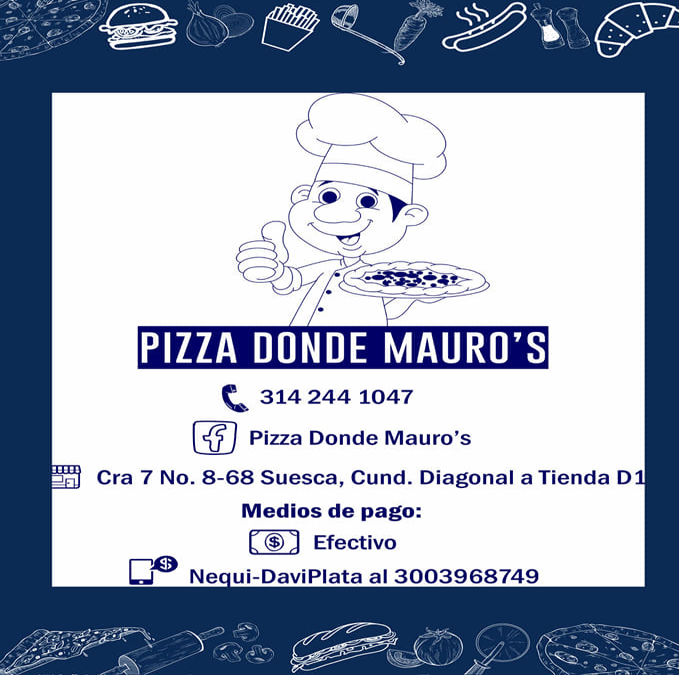 PIZZA DONDE MAURO'S
314 244 1047
Pizza Donde Mauro's
Cra 7 No. 8-68 Suesca, Cund. Diagonal a Tienda D1
Medios de pago:
Efectivo
Nequi-DaviPlata al 3003968749